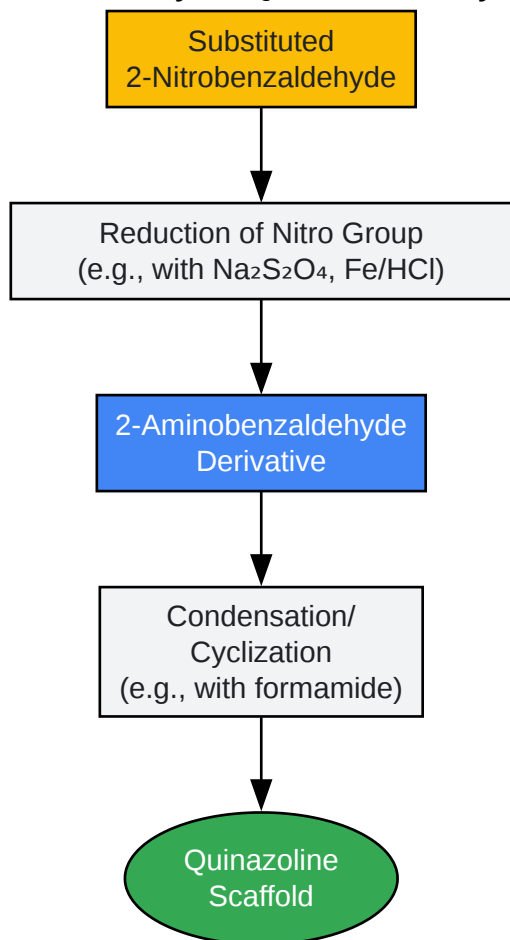 Substituted
2-Nitrobenzaldehyde
Reduction of Nitro Group
(e.g., with Na₂S₂O₄, Fe/HCl)
2-Aminobenzaldehyde
Derivative
Condensation/
Cyclization
(e.g., with formamide)
Quinazoline
Scaffold